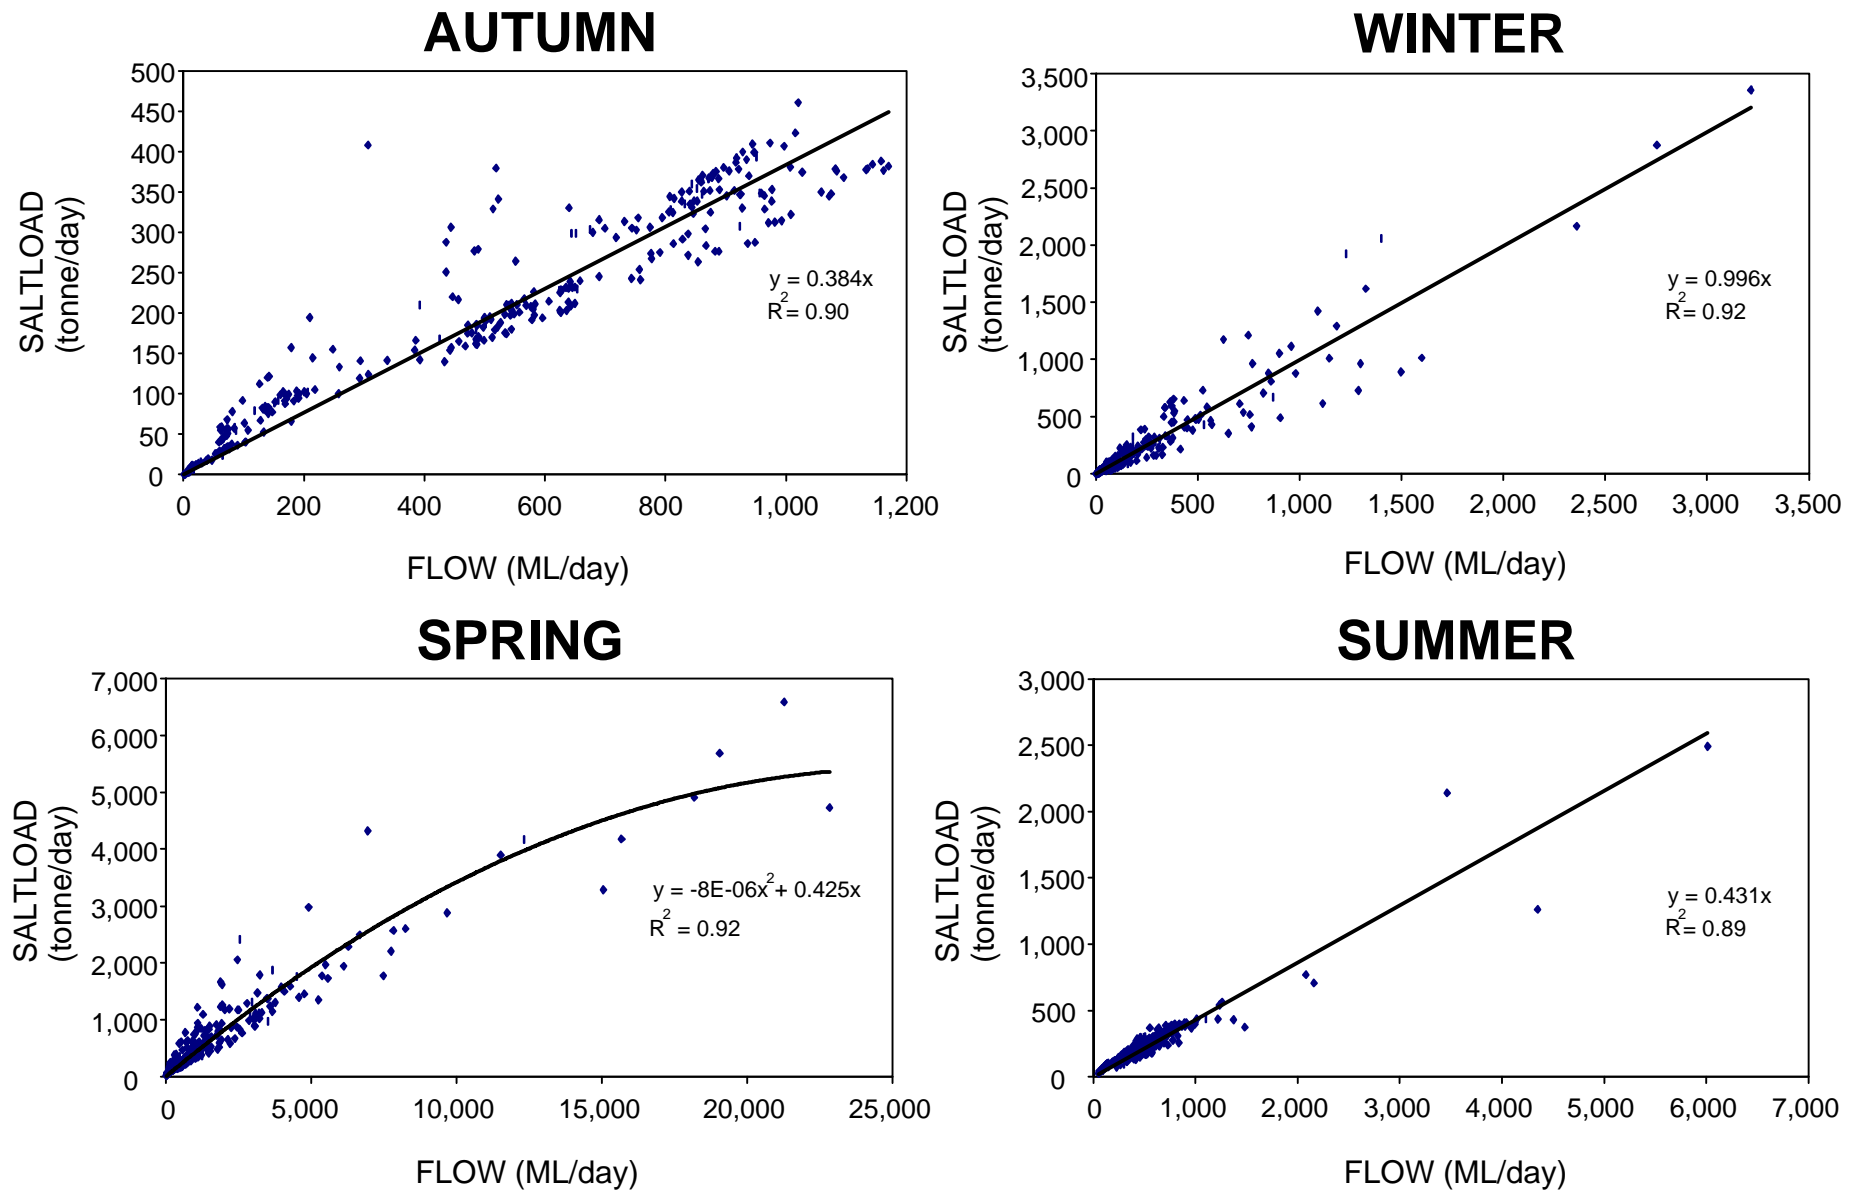 AUTUMN
500
450
400
350
300
250
200
150
100
50
0
SALTLOAD
(tonne/day)
y = 0.384x
R2 = 0.90
0 200 400 600 800 1,000 1,200
FLOW (ML/day)
WINTER
3,500
3,000
2,500
2,000
1,500
1,000
500
0
SALTLOAD
(tonne/day)
y = 0.996x
R2 = 0.92
0 500 1,000 1,500 2,000 2,500 3,000 3,500
FLOW (ML/day)
SPRING
7,000
6,000
5,000
4,000
3,000
2,000
1,000
0
SALTLOAD
(tonne/day)
y = -8E-06x2 + 0.425x
R2 = 0.92
0 5,000 10,000 15,000 20,000 25,000
FLOW (ML/day)
SUMMER
3,000
2,500
2,000
1,500
1,000
500
0
SALTLOAD
(tonne/day)
y = 0.431x
R2 = 0.89
0 1,000 2,000 3,000 4,000 5,000 6,000 7,000
FLOW (ML/day)